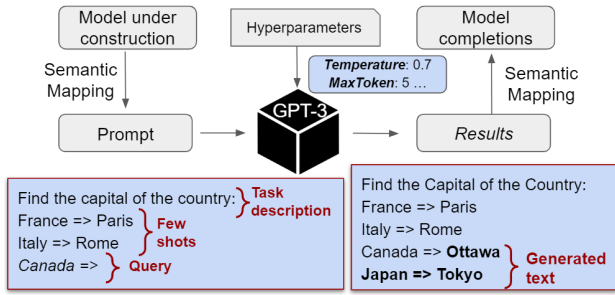 Model under
construction
Hyperparameters
Model
completions
Semantic
Mapping
Temperature: 0.7
MaxToken: 5 ...
Semantic
Mapping
GPT-3
Prompt
Results
Find the capital of the country:
France => Paris
Italy => Rome
Canada =>
Task
description
Few
shots
Query
Find the Capital of the Country:
France => Paris
Italy => Rome
Canada => Ottawa
Japan => Tokyo
Generated
text